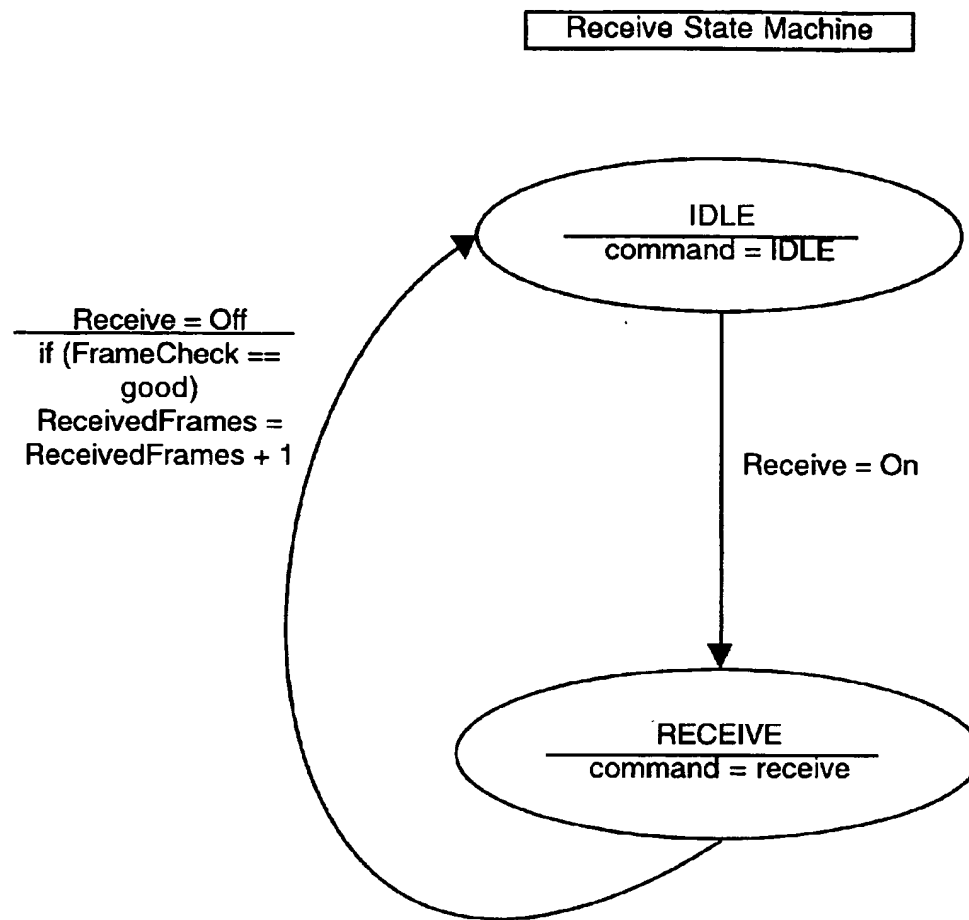 Receive State Machine
IDLE
command = IDLE
Receive = Off
if (FrameCheck ==
good)
ReceivedFrames =
ReceivedFrames + 1
Receive = On
RECEIVE
command = receive